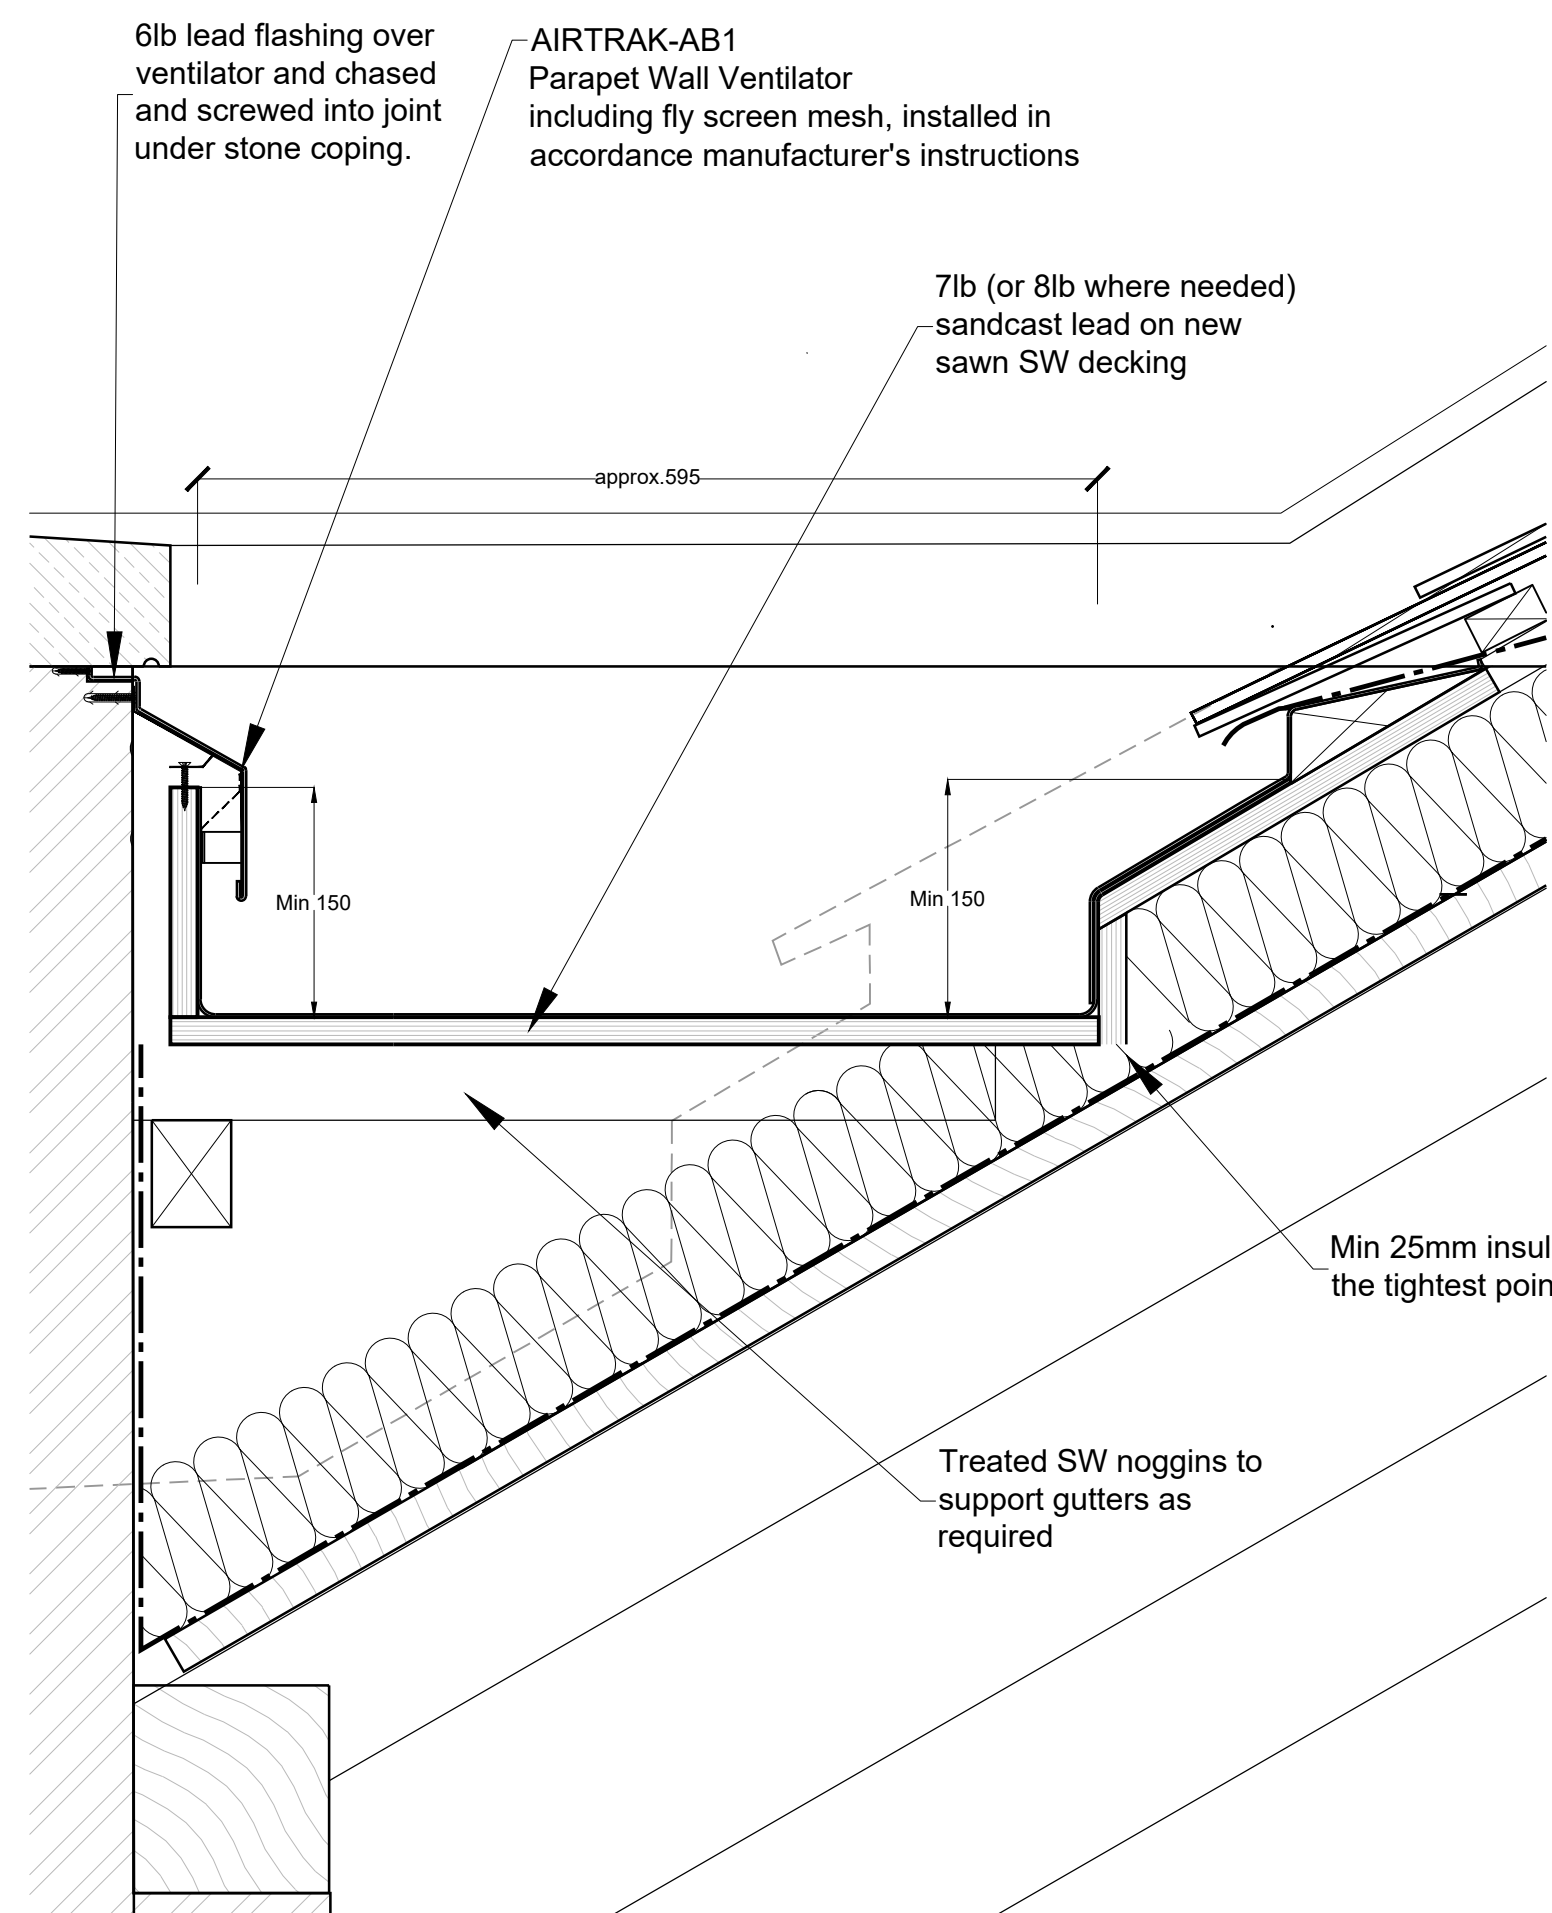 6lb lead flashing over
ventilator and chased
and screwed into joint
under stone coping.
AIRTRAK-AB1
Parapet Wall Ventilator
including fly screen mesh, installed in
accordance manufacturer's instructions
7lb (or 8lb where needed)
sandcast lead on new
sawn SW decking
approx.595
Min 150
Min 150
Min 25mm insul
the tightest poin
Treated SW noggins to
support gutters as
required